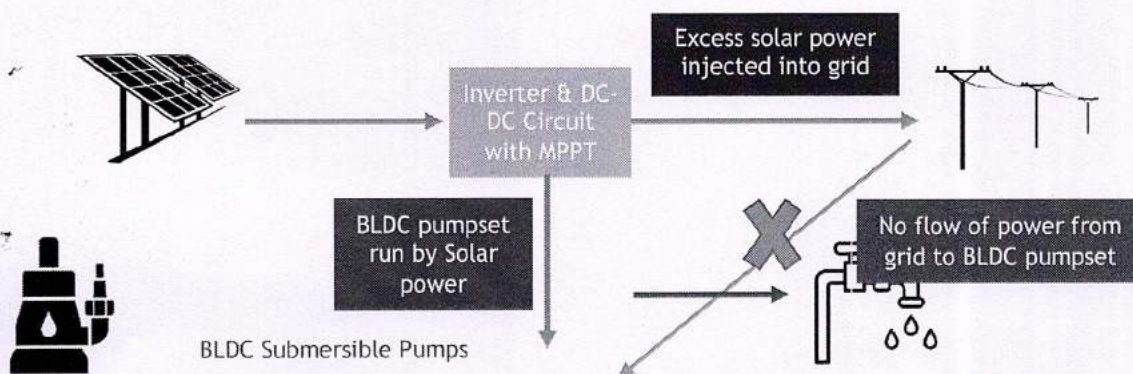 Excess solar power
injected into grid
Inverter & DC-
DC Circuit
with MPPT
BLDC pumpset
run by Solar
power
No flow of power from
grid to BLDC pumpset
BLDC Submersible Pumps